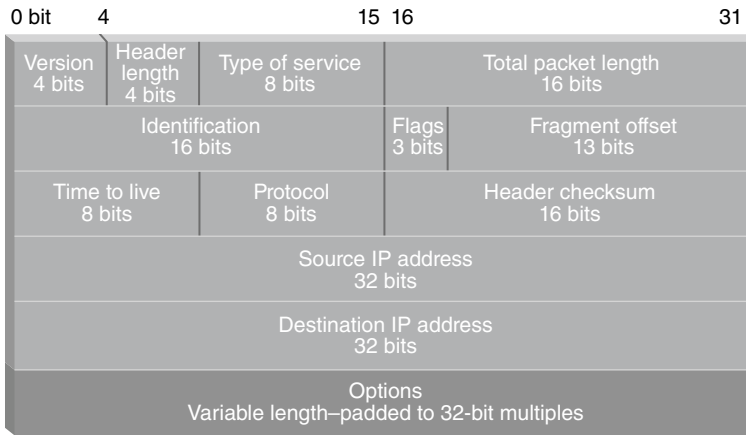 0 bit 4 15 16 31
Version
4 bits
Header
length
4 bits
Type of service
8 bits
Total packet length
16 bits
Identification
16 bits
Flags
3 bits
Fragment offset
13 bits
Time to live
8 bits
Protocol
8 bits
Header checksum
16 bits
Source IP address
32 bits
Destination IP address
32 bits
Options
Variable length–padded to 32-bit multiples